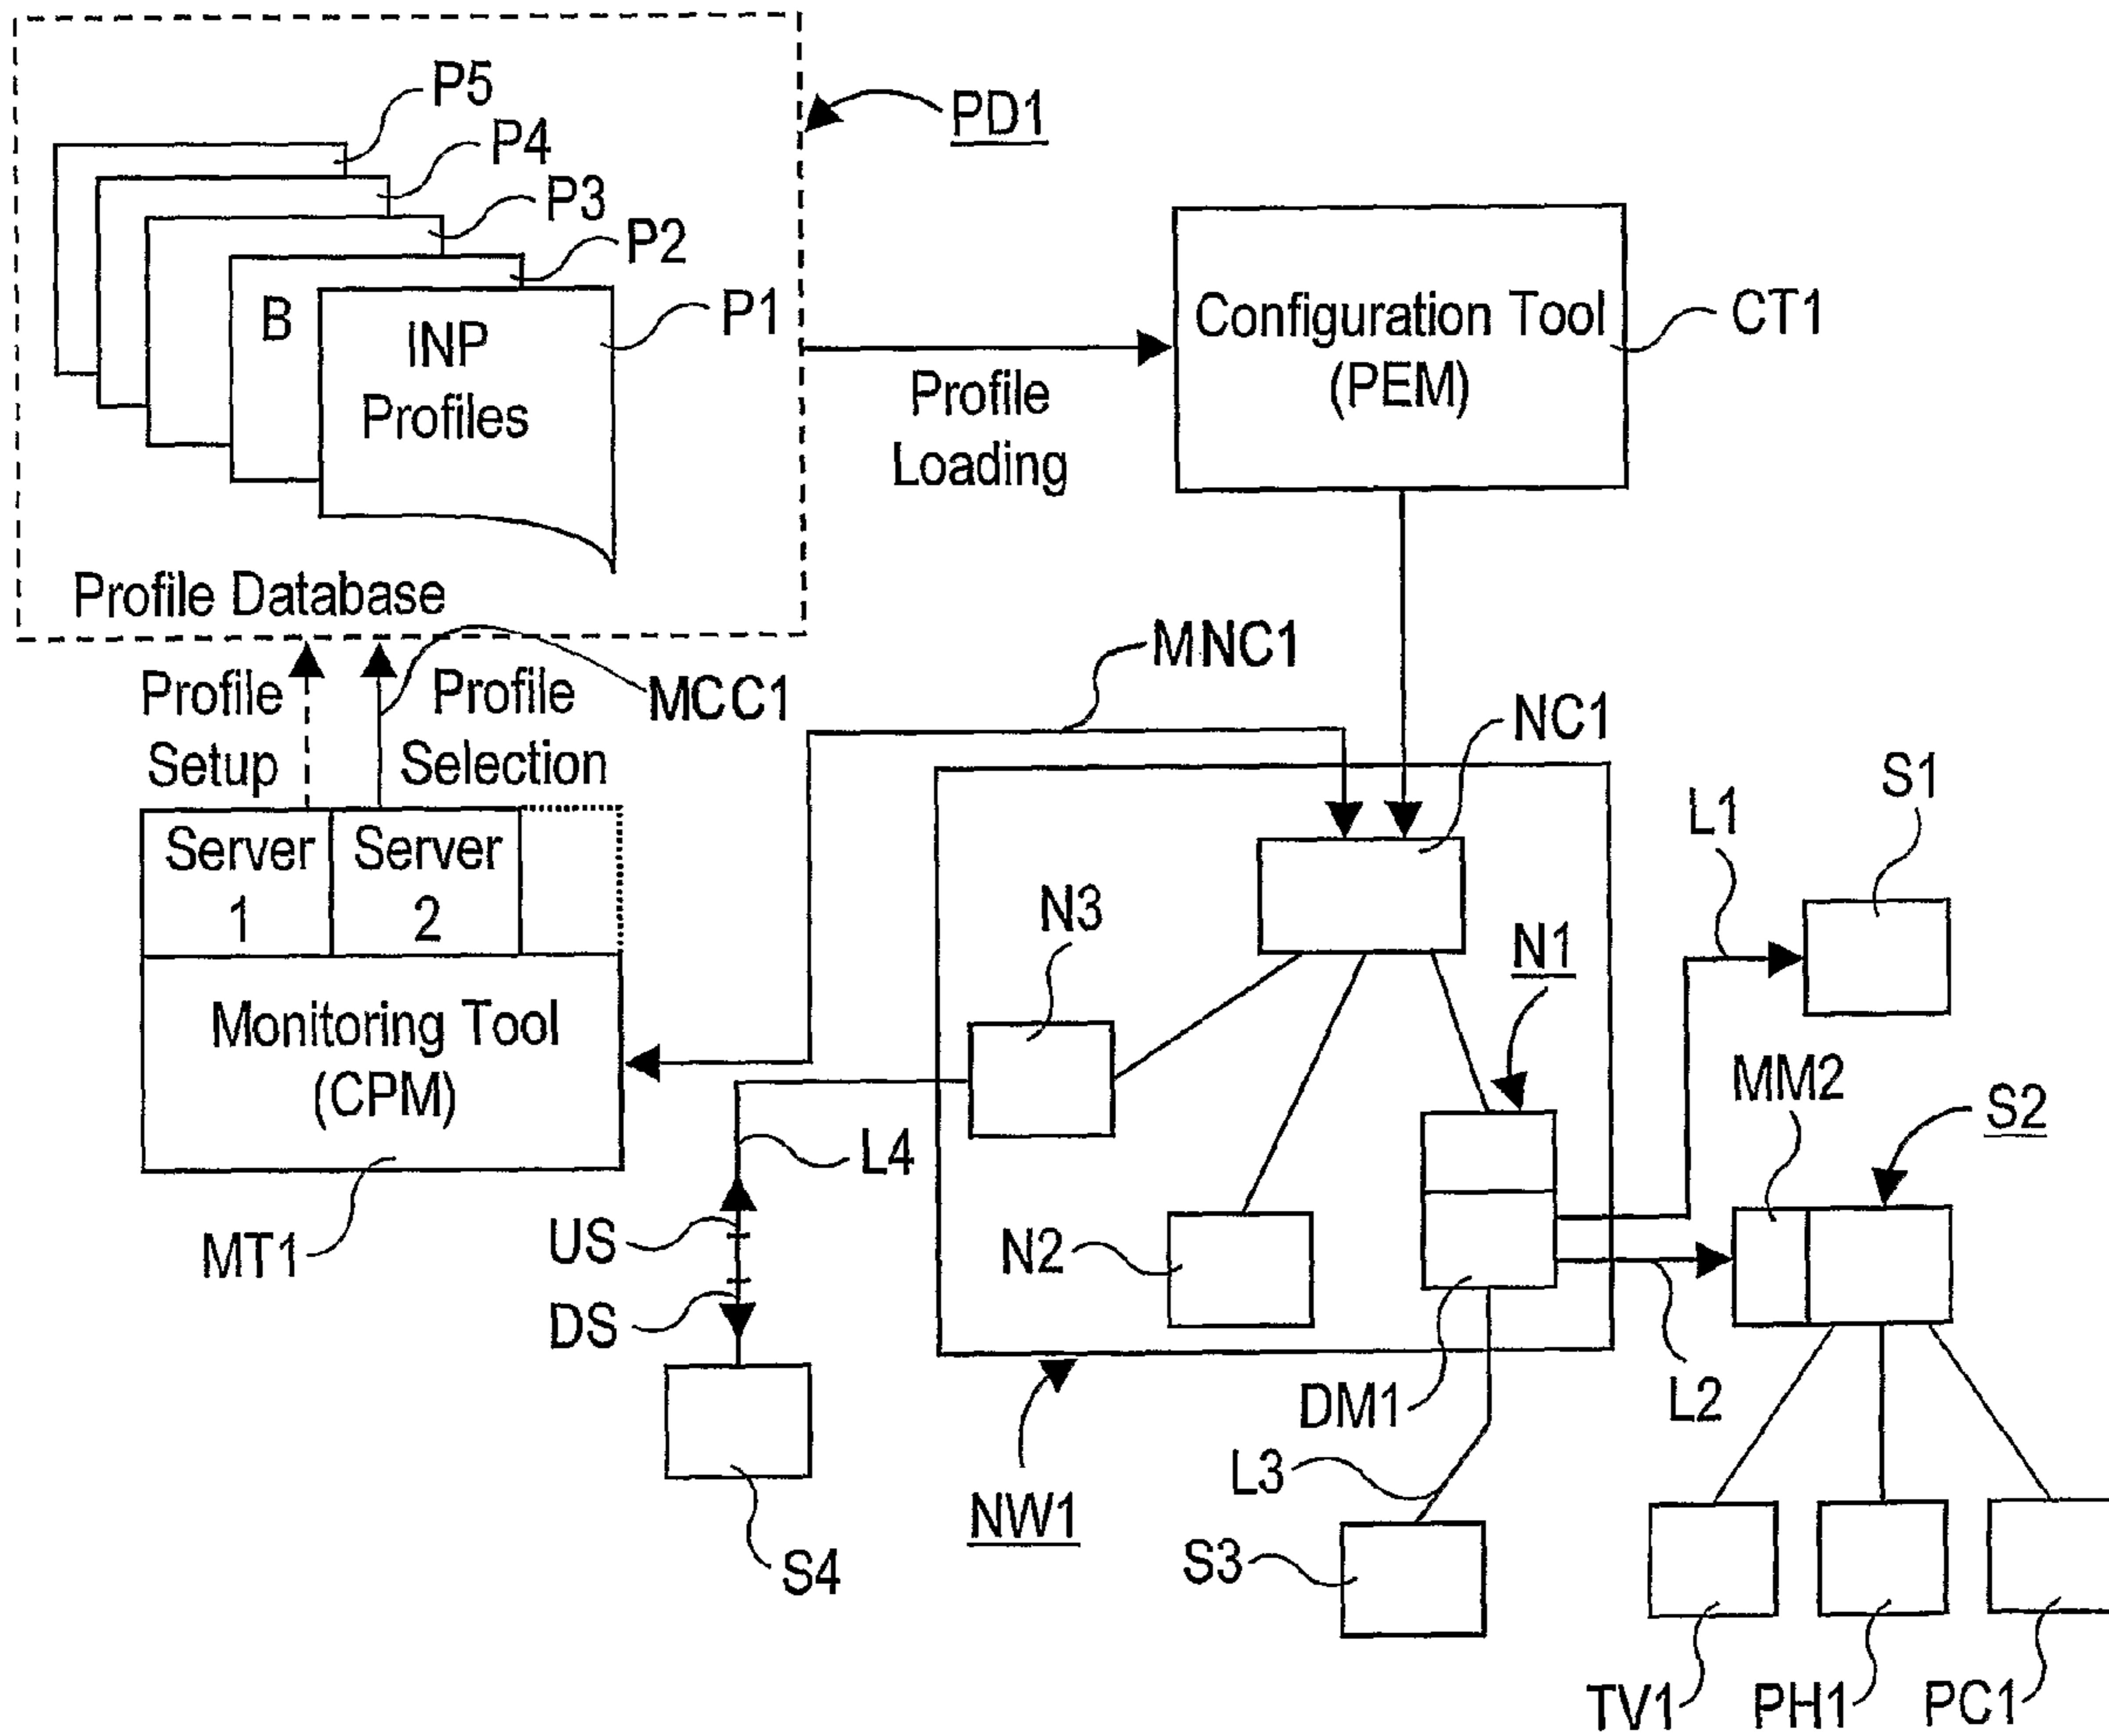 P5
P4
P3
P2
P1
PD1
B
INP
Profiles
Profile Database
Profile
Loading
Configuration Tool
(PEM)
CT1
Profile
Setup
Profile
Selection
MCC1
MNC1
NC1
Server
1
Server
2
Monitoring Tool
(CPM)
MT1
N3
N1
N2
L1
S1
MM2
S2
L4
US
DS
S4
DM1
L2
L3
NW1
S3
TV1
PH1
PC1